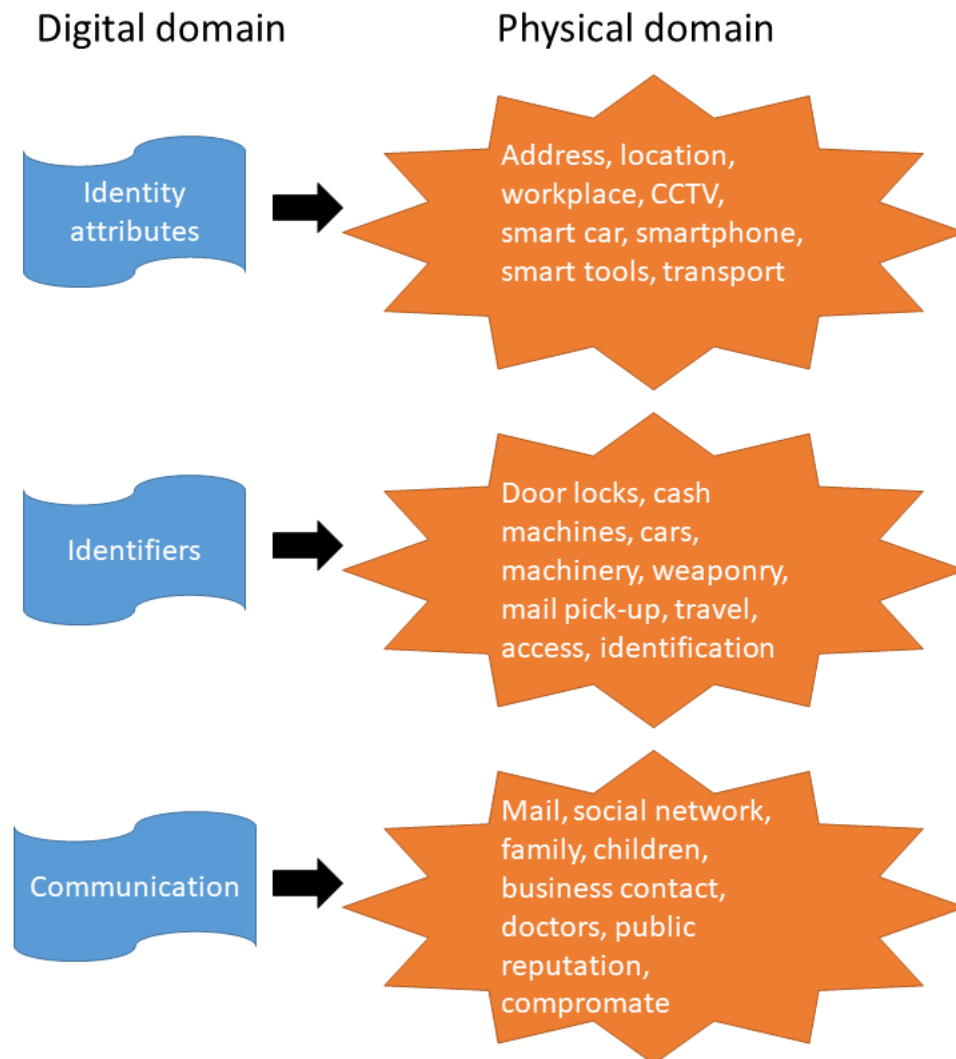 Digital domain
Physical domain
Identity
attributes
Address, location,
workplace, CCTV,
smart car, smartphone,
smart tools, transport
Identifiers
Door locks, cash
machines, cars,
machinery, weaponry,
mail pick-up, travel,
access, identification
Communication
Mail, social network,
family, children,
business contact,
doctors, public
reputation,
compromate